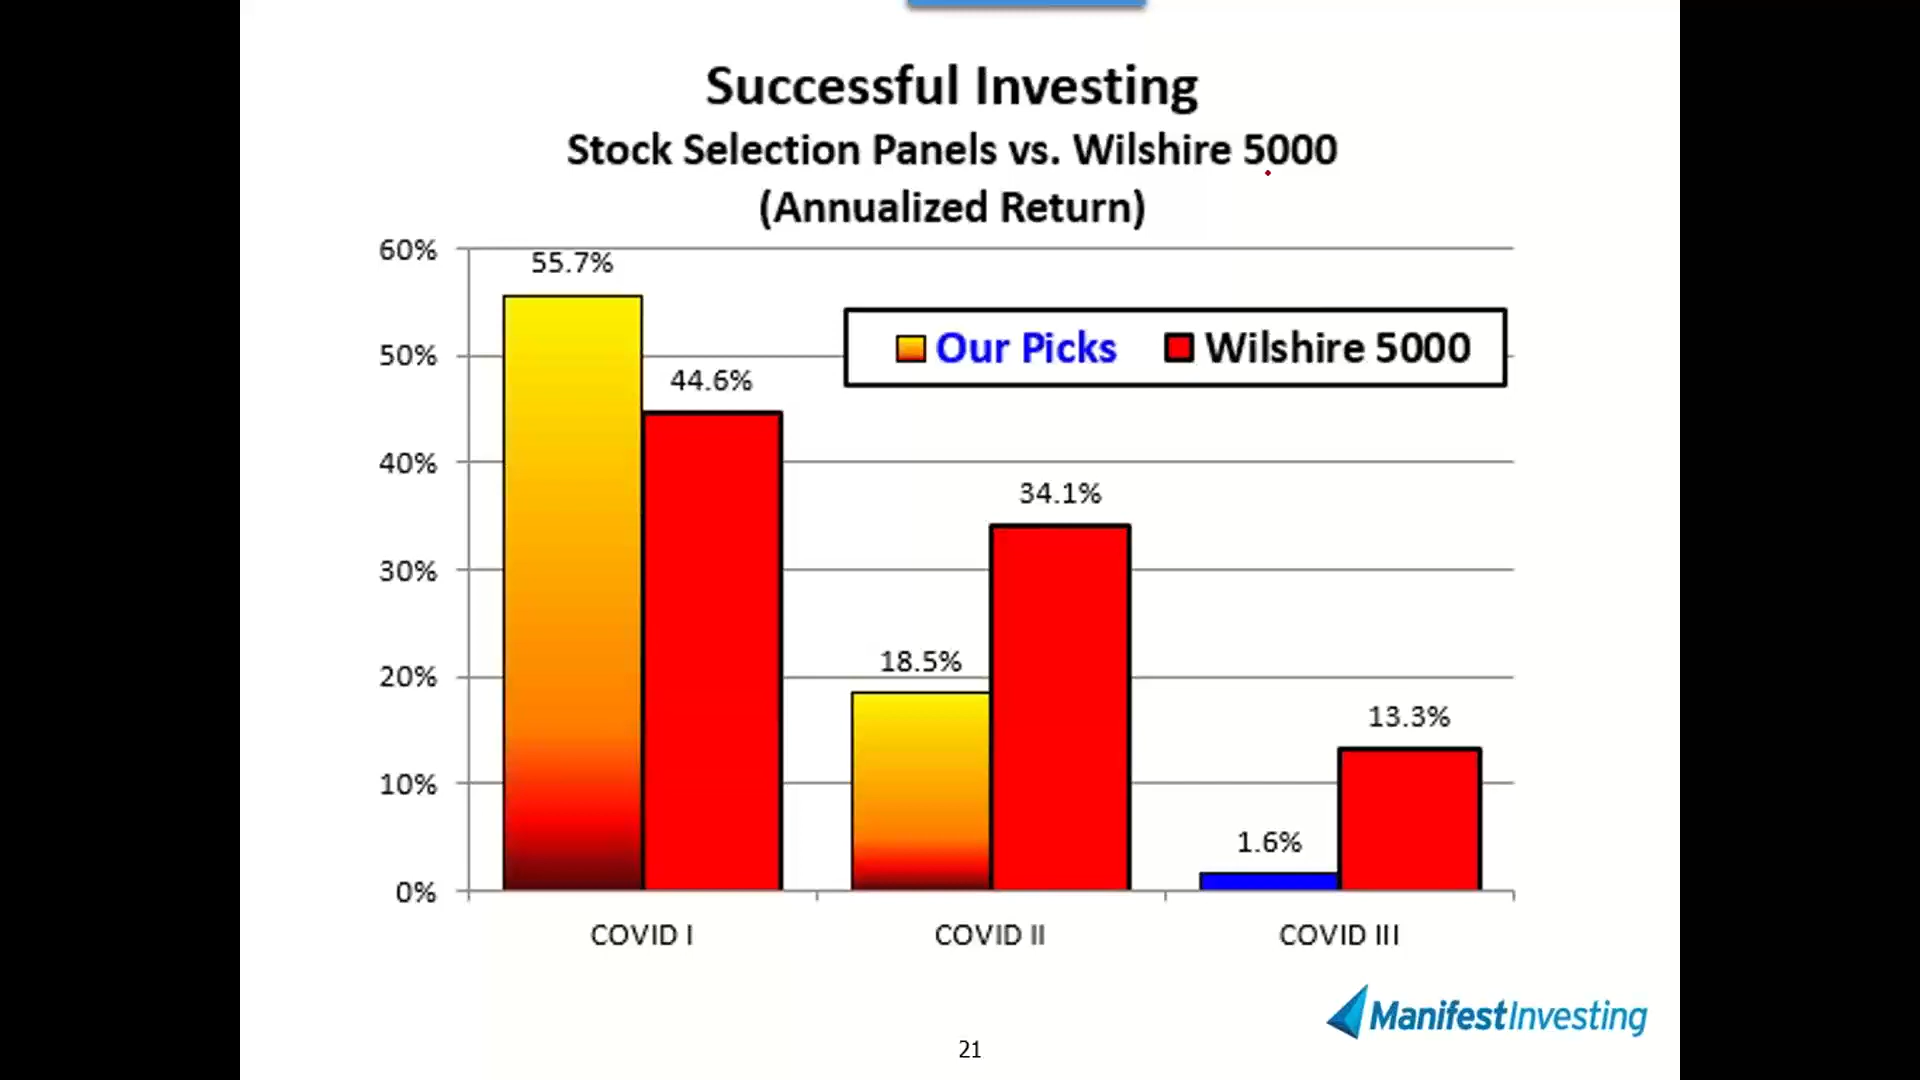 Successful Investing
Stock Selection Panels vs. Wilshire 5000
(Annualized Return)
60%
55.7%
Our Picks
Wilshire 5000
50%
44.6%
40%
34.1%
30%
18.5%
20%
13.3%
10%
1.6%
0%
COVID I
COVID II
COVID III
ManifestInvesting
21